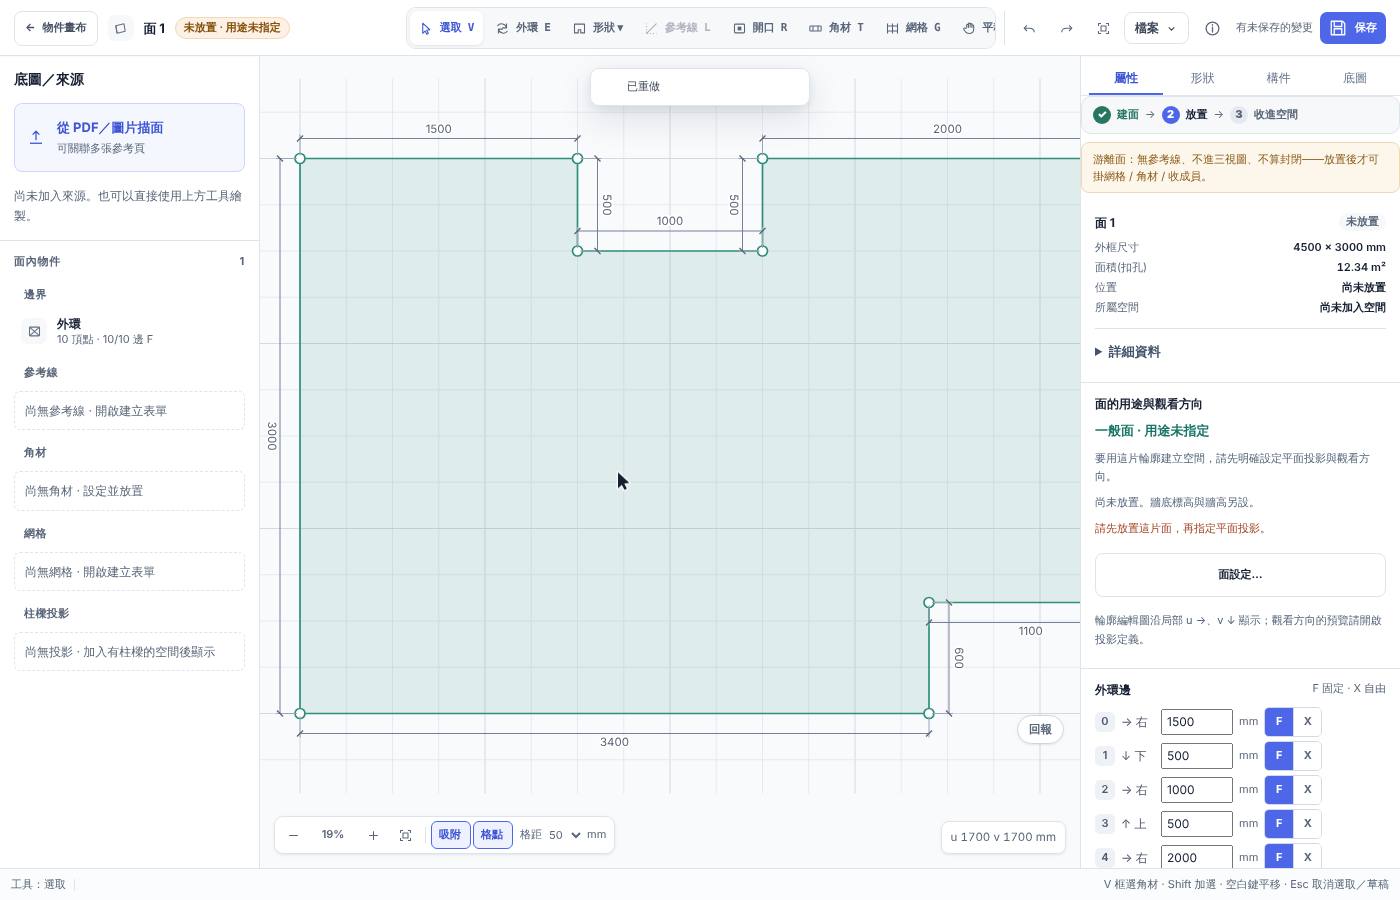 物件畫布
面 1
未放置 · 用途未指定
選取 V
外環 E
形狀▾
參考線 L
開口 R
角材 T
網格 G
檔案
有未保存的變更
保存
底圖／來源
從 PDF／圖片描面
可關聯多張參考頁
尚未加入來源。也可以直接使用上方工具繪
製。
面內物件
1
邊界
外環
10 頂點 · 10/10 邊 F
參考線
尚無參考線 · 開啟建立表單
角材
尚無角材 · 設定並放置
網格
尚無網格 · 開啟建立表單
柱樑投影
尚無投影 · 加入有柱樑的空間後顯示
已重做
1500
2000
500
500
1000
3000
1100
600
3400
回報
19%
吸附
格點
格距
50
mm
u 1700 v 1700 mm
屬性
形狀
構件
底圖
建面 → 2 放置 → 3 收進空間
游離面：無參考線、不進三視圖、不算封閉——放置後才可
掛網格 / 角材 / 收成員。
面 1
未放置
外框尺寸
4500 × 3000 mm
面積(扣孔)
12.34 m²
位置
尚未放置
所屬空間
尚未加入空間
▶ 詳細資料
面的用途與觀看方向
一般面 · 用途未指定
要用這片輪廓建立空間，請先明確設定平面投影與觀看方
向。
尚未放置。牆底標高與牆高另設。
請先放置這片面，再指定平面投影。
面設定...
輪廓編輯圖沿局部 u →、v ↓ 顯示；觀看方向的預覽請開啟
投影定義。
外環邊
F 固定 · X 自由
0 → 右 1500 mm F X
1 ↓ 下 500 mm F X
2 → 右 1000 mm F X
3 ↑ 上 500 mm F X
4 → 右 2000 mm F X
工具：選取
V 框選角材 · Shift 加選 · 空白鍵平移 · Esc 取消選取／草稿